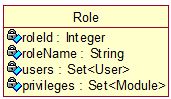 Role
roleId : Integer
roleName : String
users : Set<User>
privileges : Set<Module>